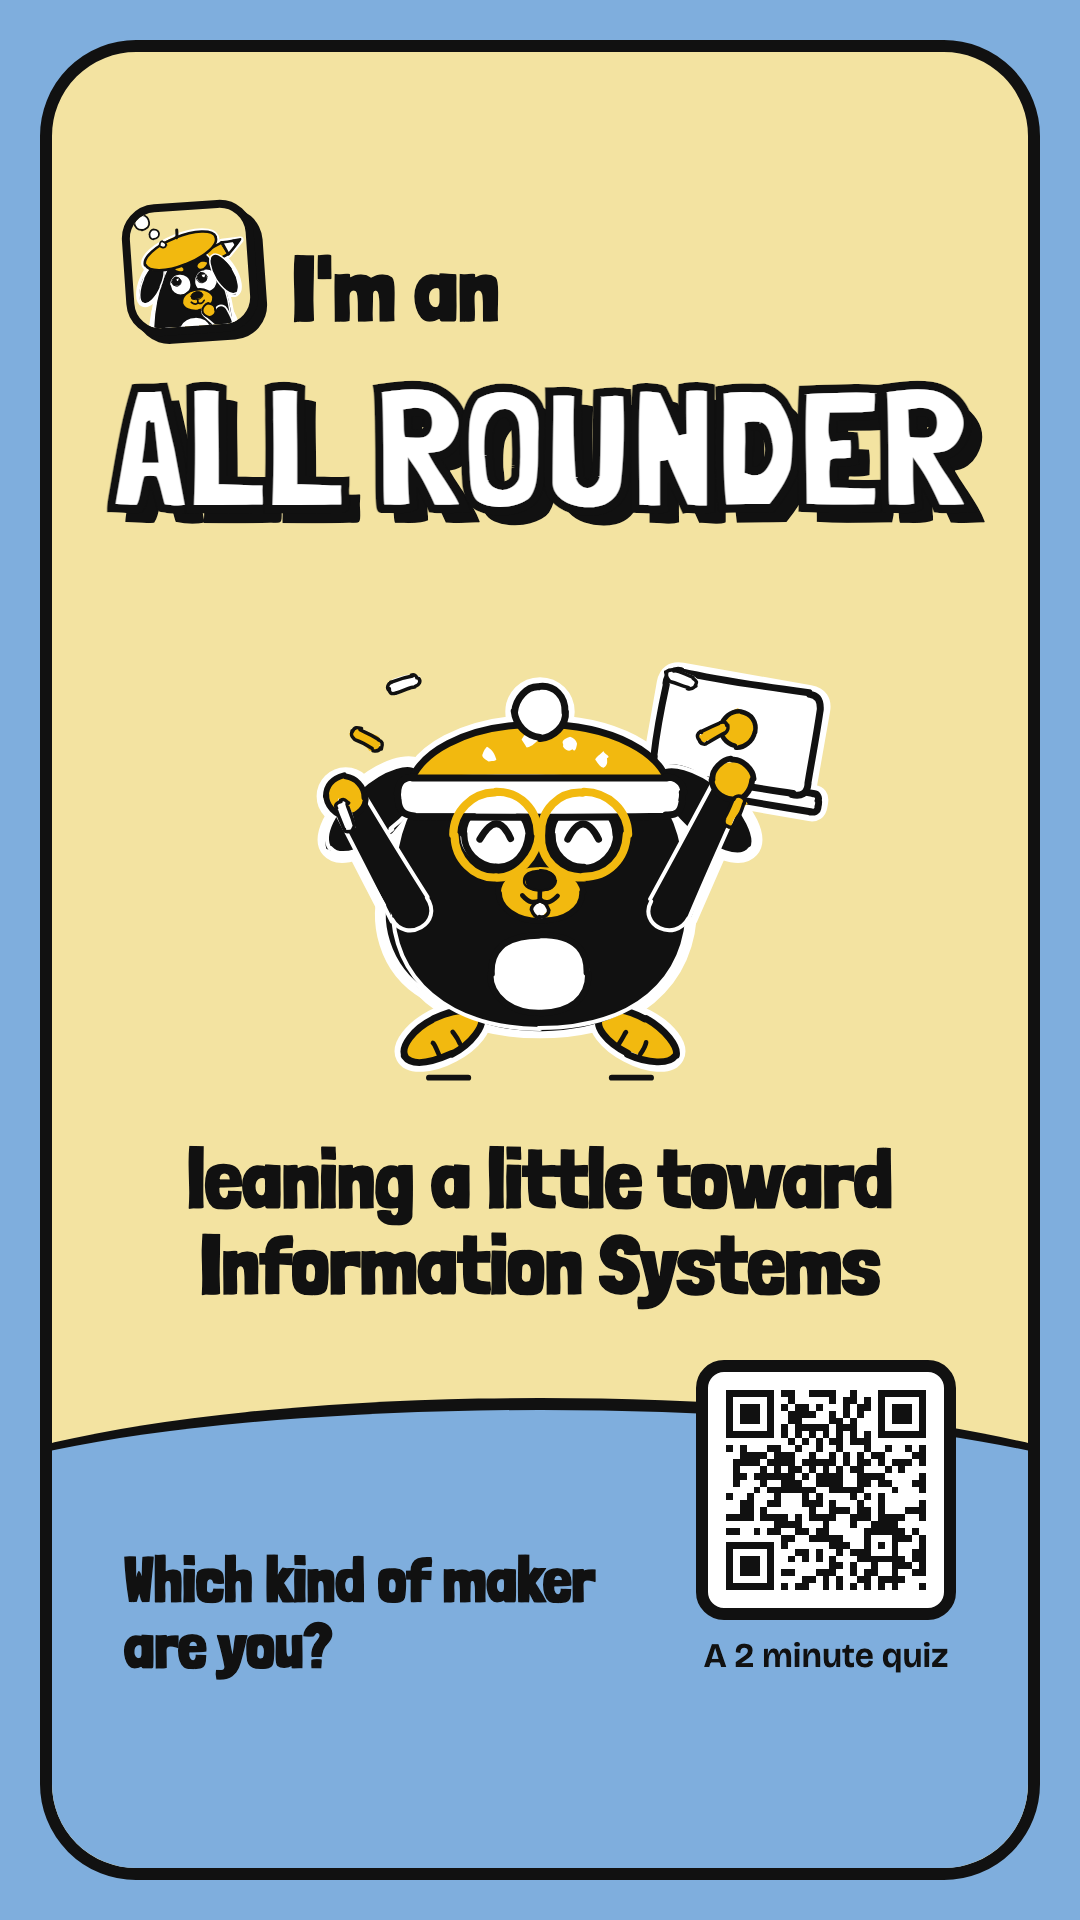 I'm an
ALL ROUNDER
leaning a little toward
Information Systems
Which kind of maker
are you?
A 2 minute quiz